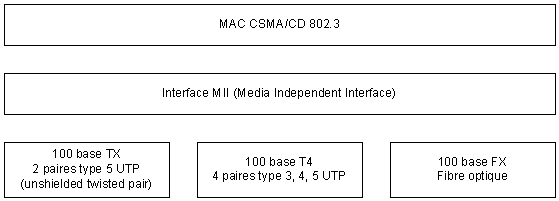 MAC CSMA/CD 802.3
Interface MII (Media Independent Interface)
100 base TX
2 paires type 5 UTP
(unshielded twisted pair)
100 base T4
4 paires type 3, 4, 5 UTP
100 base FX
Fibre optique